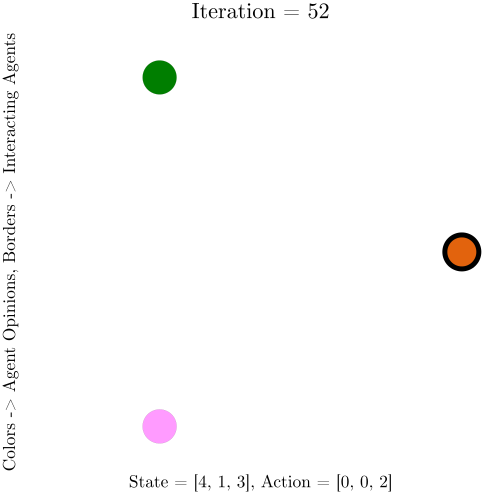 Iteration = 52
Colors -> Agent Opinions, Borders -> Interacting Agents
State = [4, 1, 3], Action = [0, 0, 2]